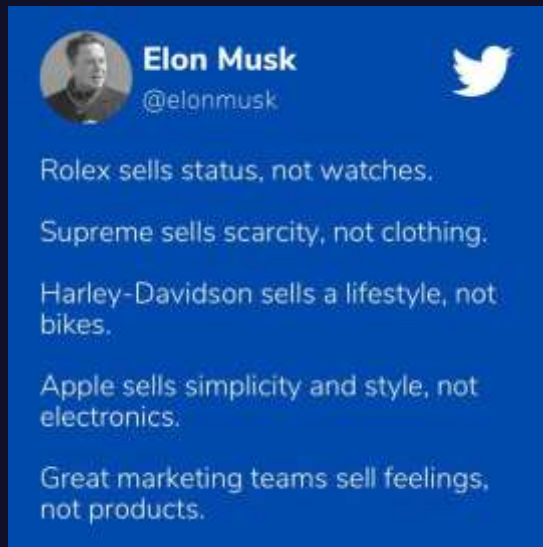 Elon Musk
@elonmusk
Rolex sells status, not watches.
Supreme sells scarcity, not clothing.
Harley-Davidson sells a lifestyle, not
bikes.
Apple sells simplicity and style, not
electronics.
Great marketing teams sell feelings,
not products.